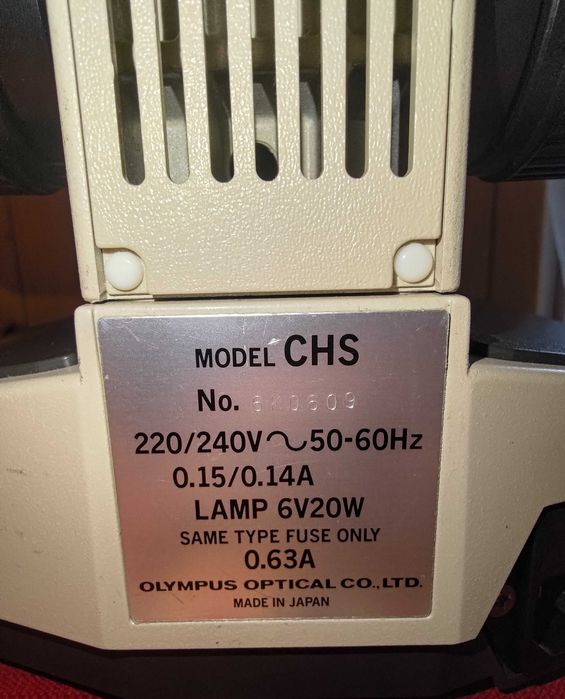 MODEL CHS
No.
220/240V～50-60Hz
0.15/0.14A
LAMP 6V20W
SAME TYPE FUSE ONLY
0.63A
OLYMPUS OPTICAL CO.,LTD.
MADE IN JAPAN